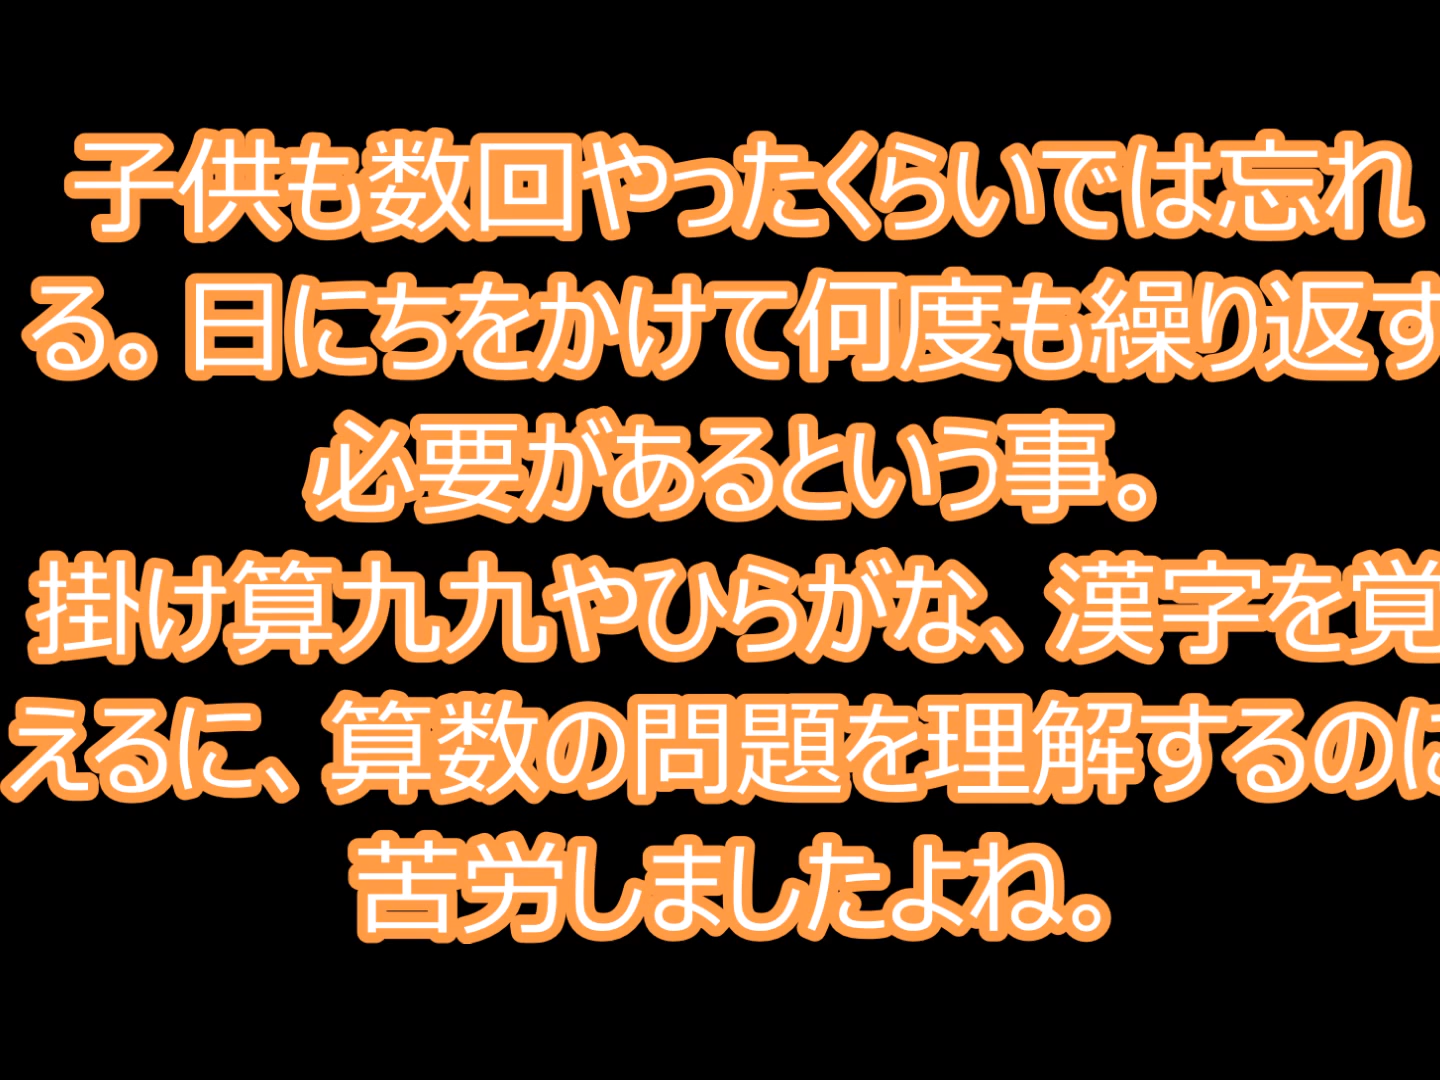 子供も数回やったくらいでは忘れ
る。日にちをかけて何度も繰り返す
必要があるという事。
掛け算九九やひらがな、漢字を覚
えるに、算数の問題を理解するのに
苦労しましたよね。